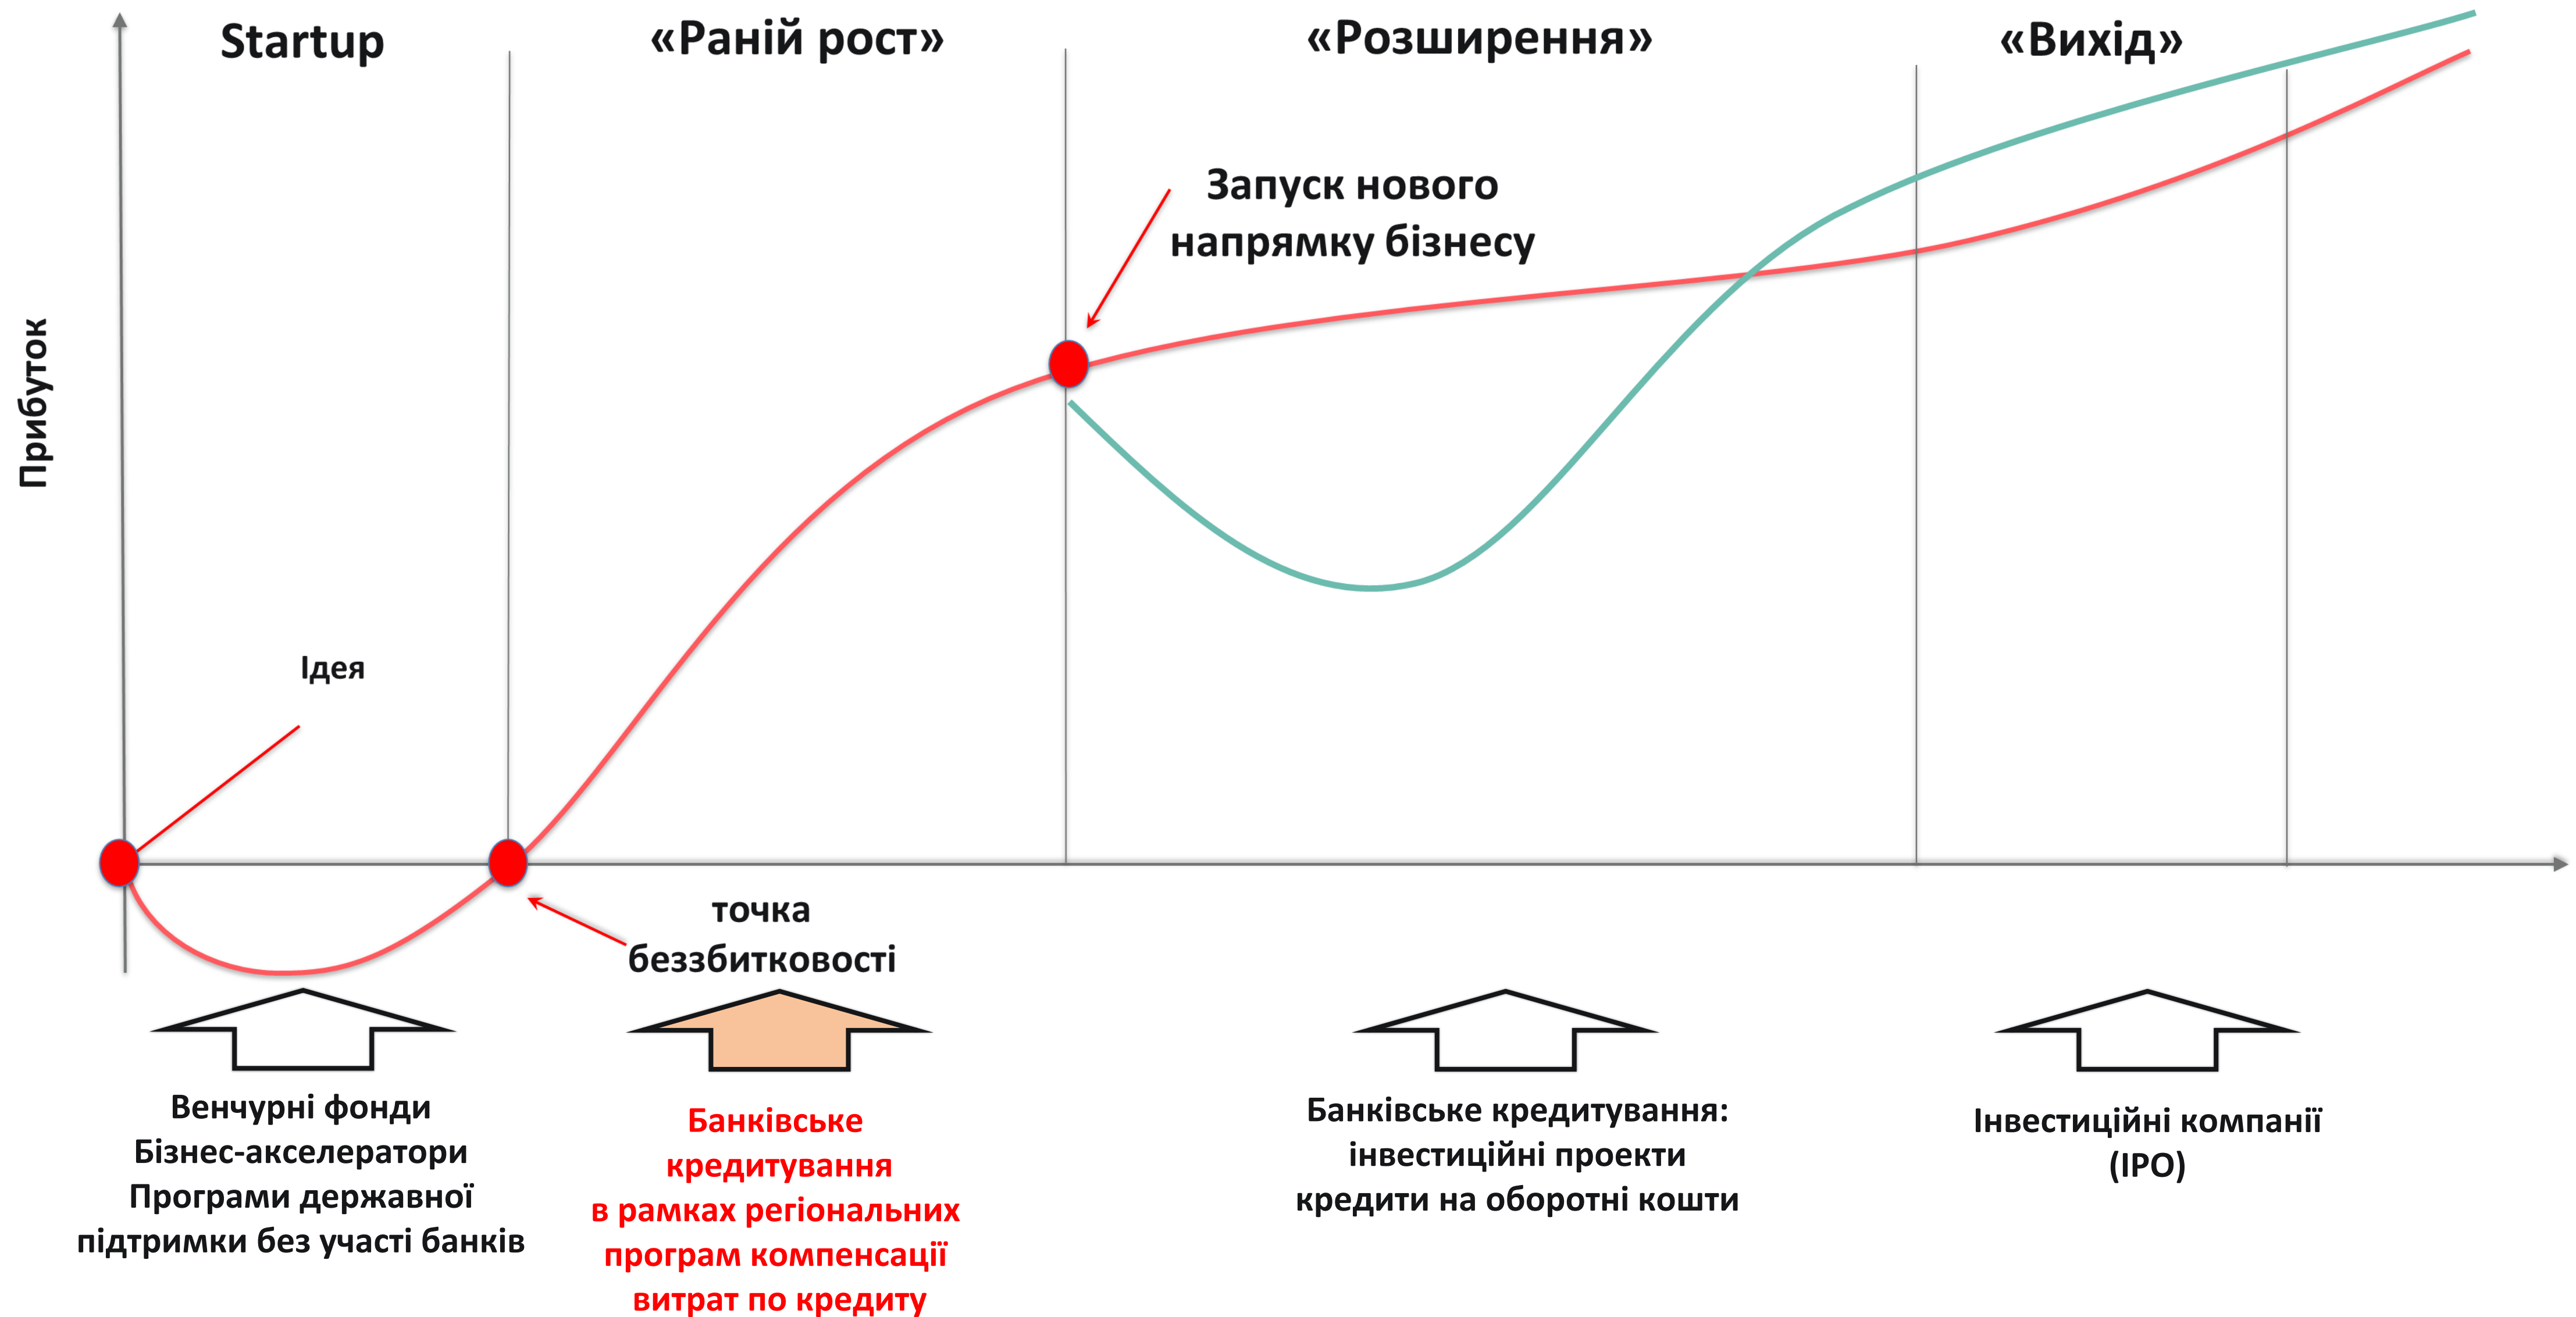 Startup
«Раній рост»
«Розширення»
«Вихід»
Запуск нового
напрямку бізнесу
Прибуток
Ідея
точка
беззбитковості
Венчурні фонди
Бізнес-акселератори
Програми державної
підтримки без участі банків
Банківське
кредитування
в рамках регіональних
програм компенсації
витрат по кредиту
Банківське кредитування:
інвестиційні проекти
кредити на оборотні кошти
Інвестиційні компанії
(IPO)